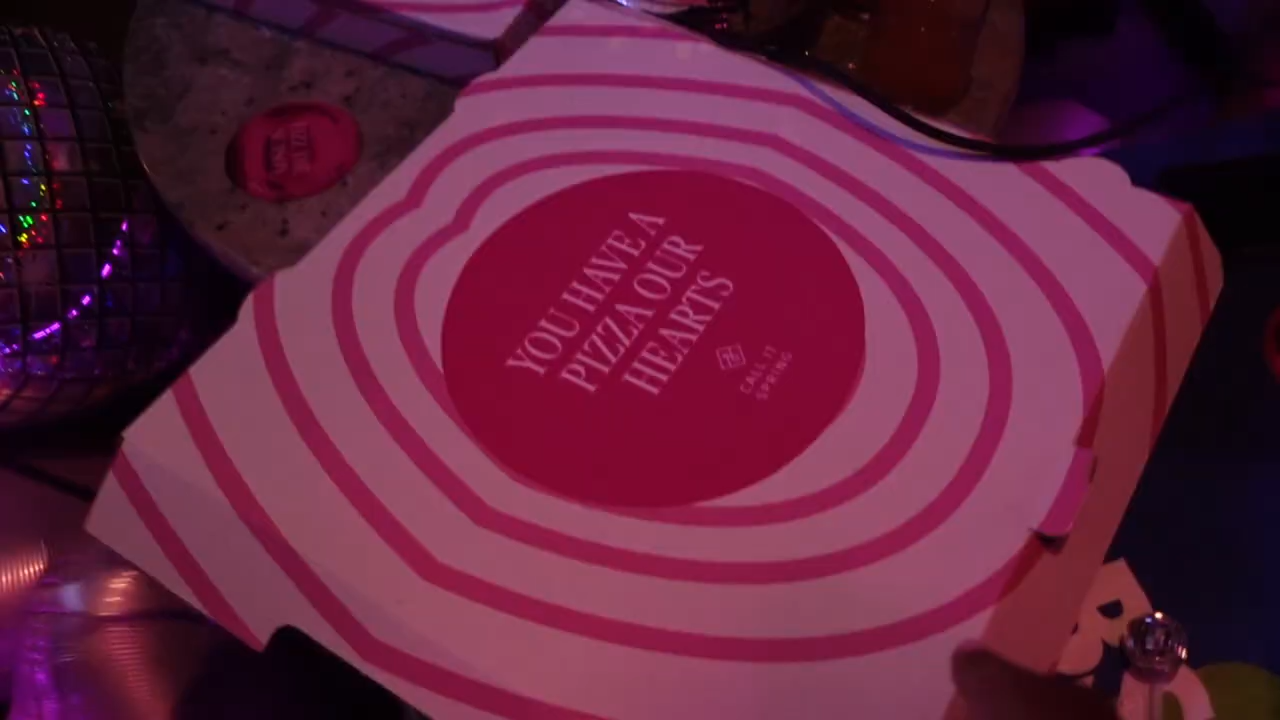 YOU HAVE A
PIZZA OUR
HEARTS
CALL IT
SPRING